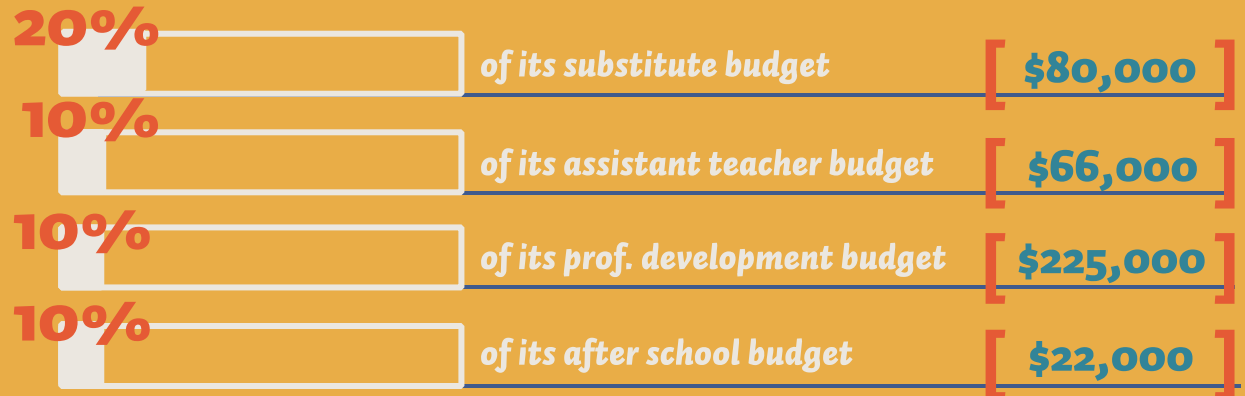 20% of its substitute budget [ $80,000 ]
10% of its assistant teacher budget [ $66,000 ]
10% of its prof. development budget [ $225,000 ]
10% of its after school budget [ $22,000 ]